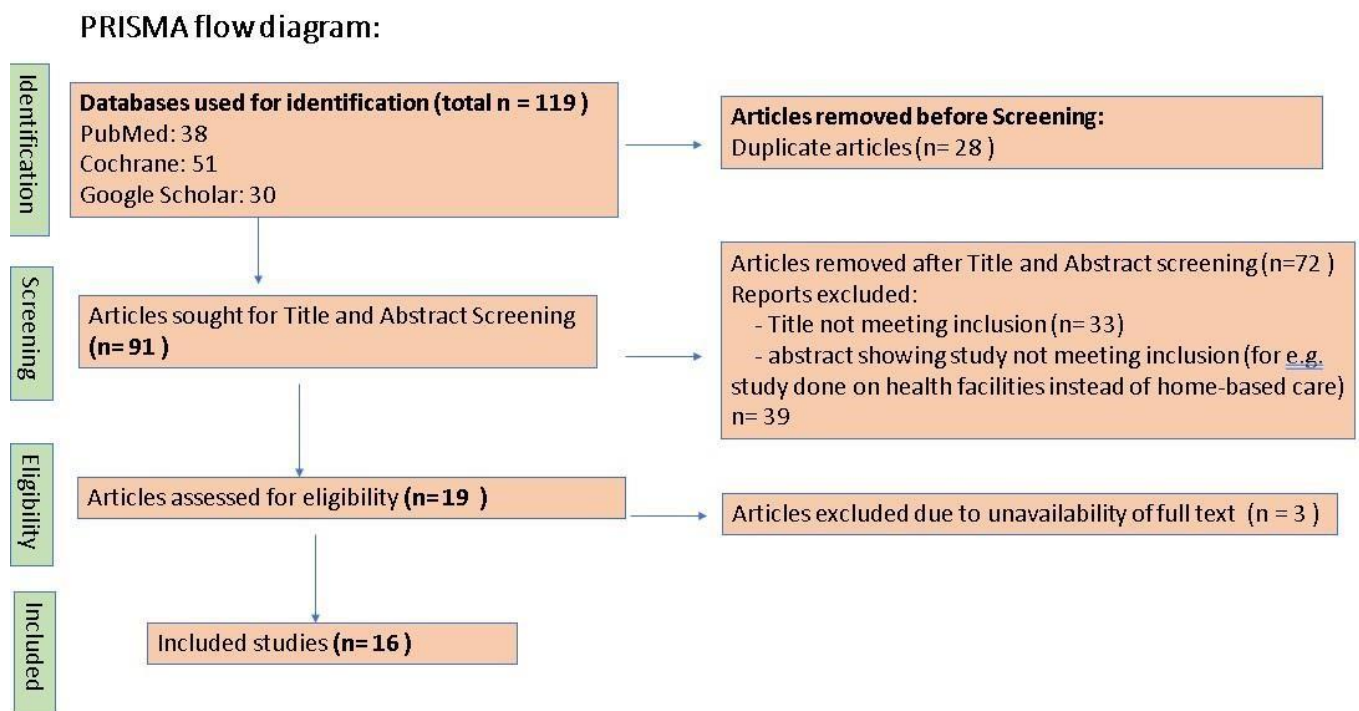 PRISMA flow diagram:
Identification
Databases used for identification (total n = 119 )
PubMed: 38
Cochrane: 51
Google Scholar: 30
Articles removed before Screening:
Duplicate articles (n= 28 )
Screening
Articles sought for Title and Abstract Screening
(n= 91 )
Articles removed after Title and Abstract screening (n=72 )
Reports excluded:
- Title not meeting inclusion (n= 33)
- abstract showing study not meeting inclusion (for e.g.
study done on health facilities instead of home-based care)
n= 39
Eligibility
Articles assessed for eligibility (n=19 )
Articles excluded due to unavailability of full text (n = 3 )
Included
Included studies (n= 16 )